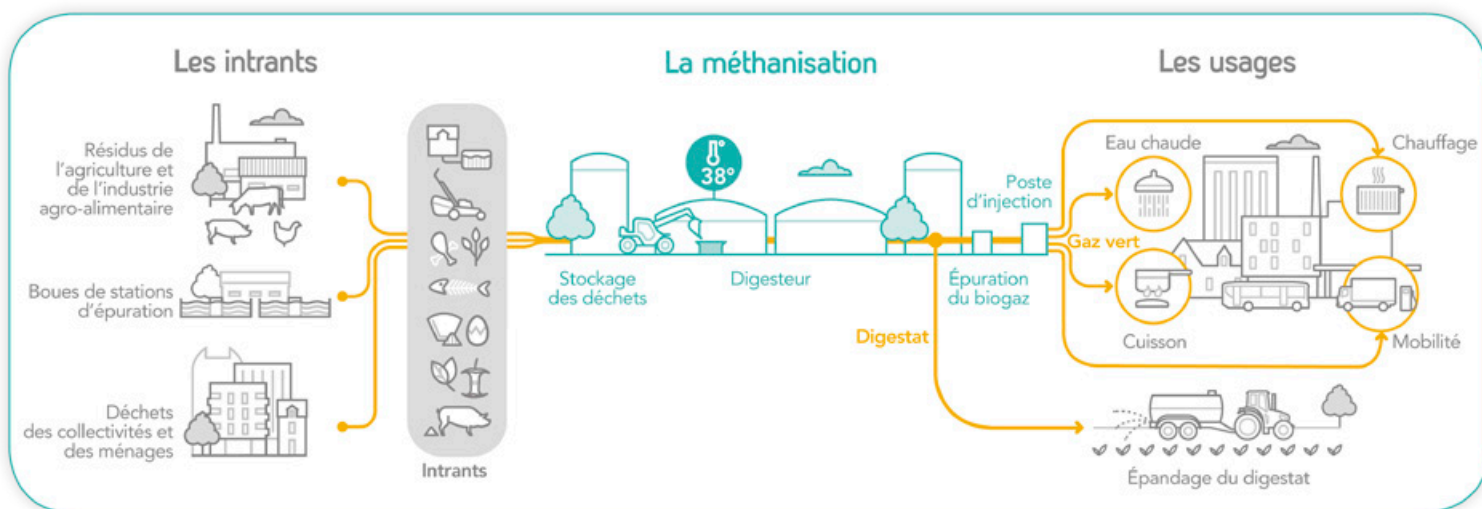 Les intrants
Résidus de
l'agriculture et
de l'industrie
agro-alimentaire
Boues de stations
d'épuration
Déchets
des collectivités et
des ménages
Intrants
La méthanisation
38°
Stockage
des déchets
Digesteur
Épuration
du biogaz
Poste
d'injection
Digestat
Les usages
Eau chaude
Chauffage
Gaz vert
Cuisson
Mobilité
Épandage du digestat